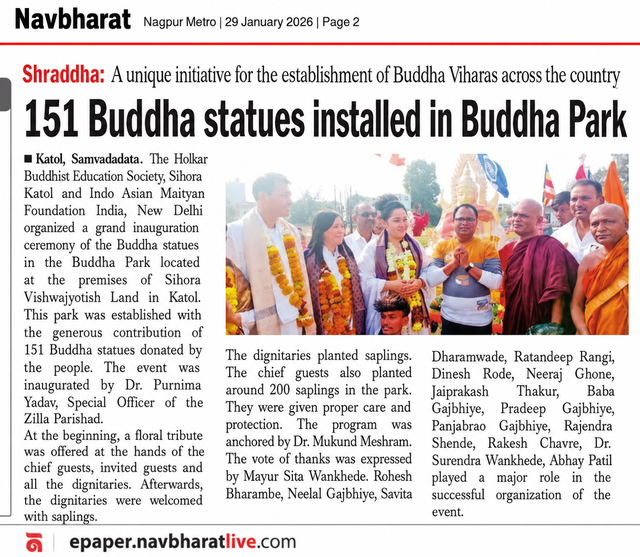 Navbharat Nagpur Metro | 29 January 2026 | Page 2
Shraddha: A unique initiative for the establishment of Buddha Viharas across the country
151 Buddha statues installed in Buddha Park
■ Katol, Samvadadata. The Holkar
Buddhist Education Society, Sihora
Katol and Indo Asian Maityan
Foundation India, New Delhi
organized a grand inauguration
ceremony of the Buddha statues
in the Buddha Park located
at the premises of Sihora
Vishwajyotish Land in Katol.
This park was established with
the generous contribution of
151 Buddha statues donated by
the people. The event was
inaugurated by Dr. Purnima
Yadav, Special Officer of the
Zilla Parishad.
At the beginning, a floral tribute
was offered at the hands of the
chief guests, invited guests and
all the dignitaries. Afterwards,
the dignitaries were welcomed
with saplings.
The dignitaries planted saplings.
The chief guests also planted
around 200 saplings in the park.
They were given proper care and
protection. The program was
anchored by Dr. Mukund Meshram.
The vote of thanks was expressed
by Mayur Sita Wankhede. Rohesh
Bharambe, Neelal Gajbhiye, Savita
Dharamwade, Ratandeep Rangi,
Dinesh Rode, Neeraj Ghone,
Jaiprakash Thakur, Baba
Gajbhiye, Pradeep Gajbhiye,
Panjabrao Gajbhiye, Rajendra
Shende, Rakesh Chavre, Dr.
Surendra Wankhede, Abhay Patil
played a major role in the
successful organization of the
event.
epaper.navbharatlive.com